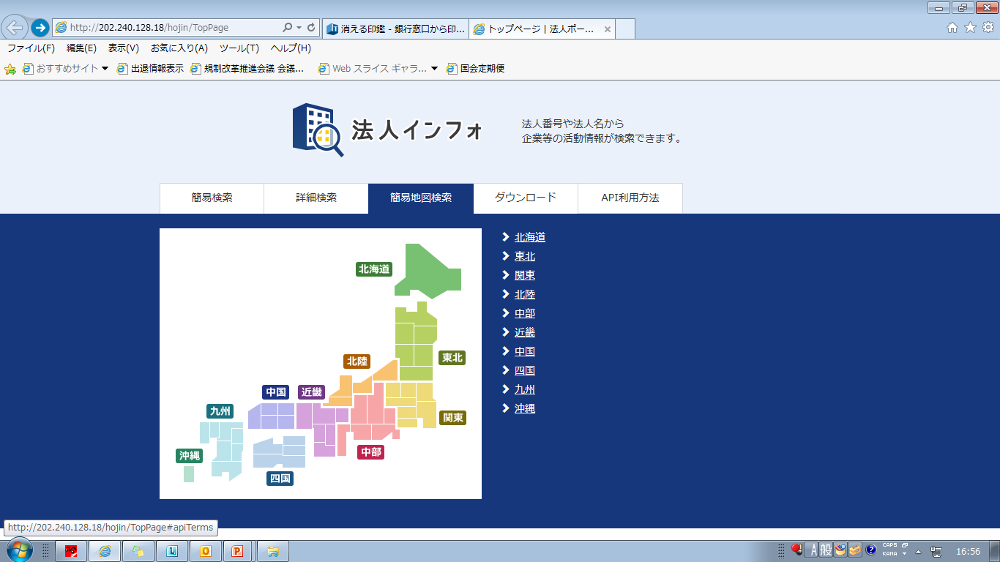 http://202.240.128.18/hojin/TopPage
消える印鑑 - 銀行窓口から印...
トップページ | 法人ポー...
ファイル(F) 編集(E) 表示(V) お気に入り(A) ツール(T) ヘルプ(H)
おすすめサイト 出退情報表示 規制改革推進会議 会議... Web スライス ギャラ... 国会定期便
法人インフォ
法人番号や法人名から
企業等の活動情報が検索できます。
簡易検索 詳細検索 簡易地図検索 ダウンロード API利用方法
北海道
東北
北陸
中国
近畿
九州
関東
中部
沖縄
四国
北海道
東北
関東
北陸
中部
近畿
中国
四国
九州
沖縄
http://202.240.128.18/hojin/TopPage#apiTerms
A 般 CAPS
KANA
16:56